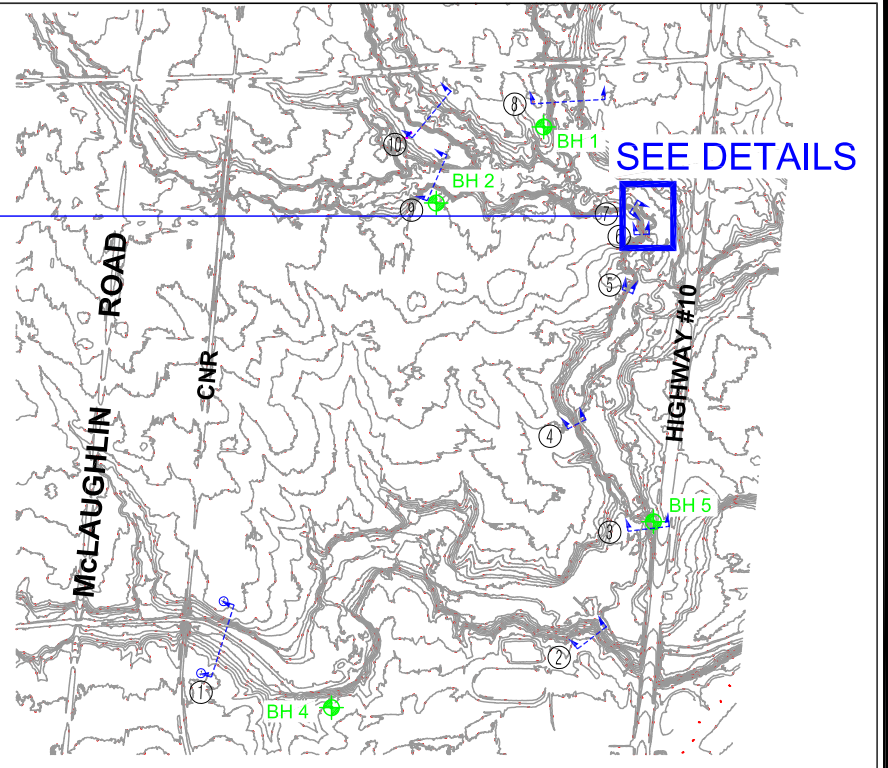 8
BH 1
10
SEE DETAILS
BH 2
9
7
6
5
McLAUGHLIN ROAD
CNR
HIGHWAY #10
4
BH 5
3
2
1
BH 4